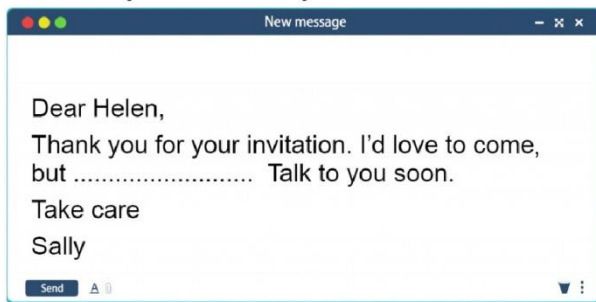 New message
Dear Helen,
Thank you for your invitation. I'd love to come,
but .......................... Talk to you soon.
Take care
Sally
Send A